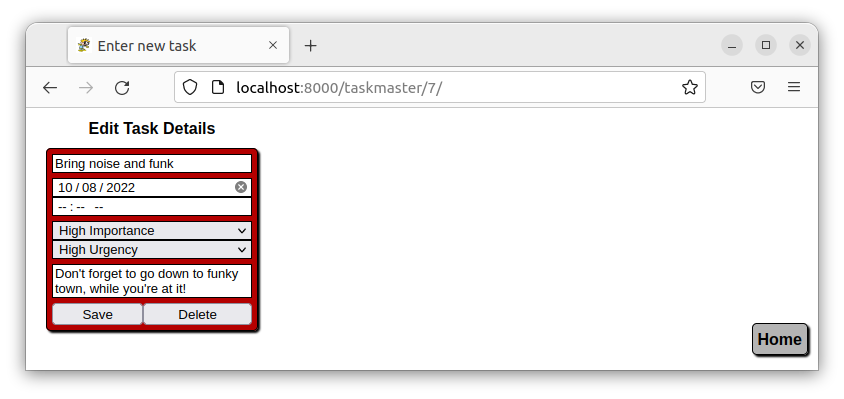 Enter new task
localhost:8000/taskmaster/7/
Edit Task Details
Bring noise and funk
10 / 08 / 2022
-- : -- --
High Importance
High Urgency
Don't forget to go down to funky
town, while you're at it!
Save Delete
Home